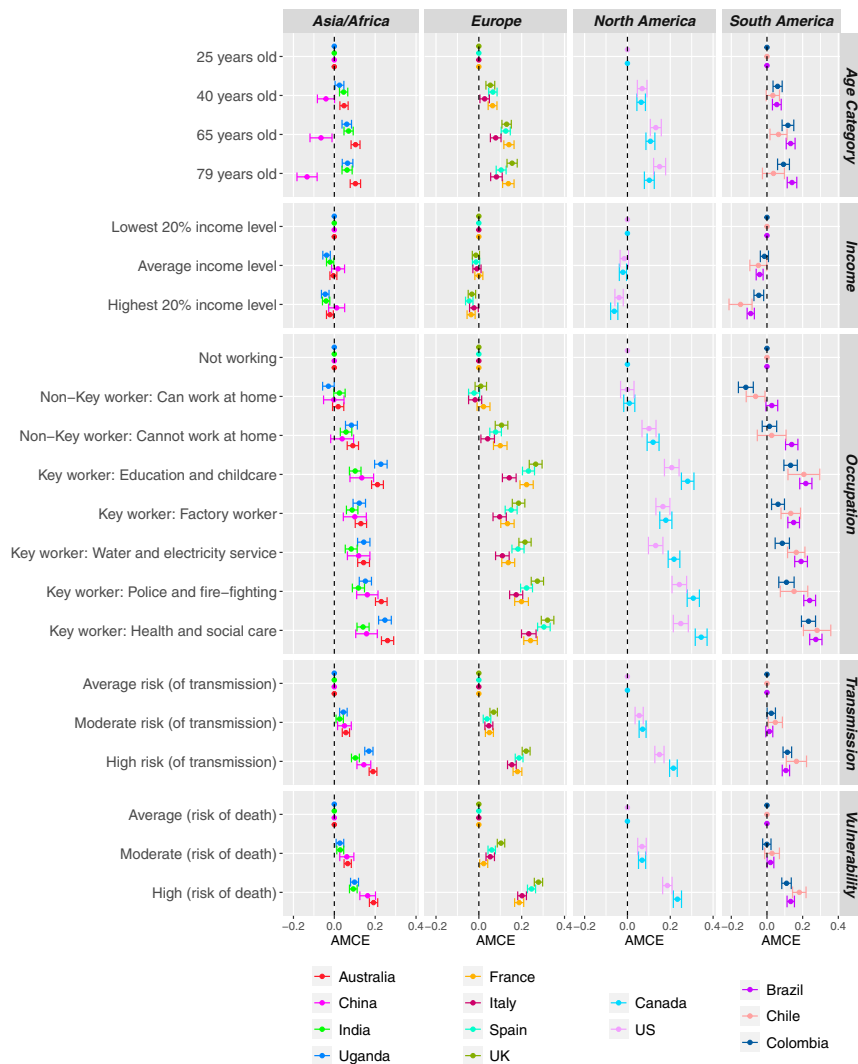 Asia/Africa Europe North America South America
25 years old
40 years old
65 years old
79 years old
Age Category
Lowest 20% income level
Average income level
Highest 20% income level
Income
Not working
Non−Key worker: Can work at home
Non−Key worker: Cannot work at home
Key worker: Education and childcare
Key worker: Factory worker
Key worker: Water and electricity service
Key worker: Police and fire−fighting
Key worker: Health and social care
Occupation
Average risk (of transmission)
Moderate risk (of transmission)
High risk (of transmission)
Transmission
Average (risk of death)
Moderate (risk of death)
High (risk of death)
Vulnerability
−0.2 0.0 0.2 0.4 −0.2 0.0 0.2 0.4 −0.2 0.0 0.2 0.4 −0.2 0.0 0.2 0.4
AMCE AMCE AMCE AMCE
Australia
China
India
Uganda
France
Italy
Spain
UK
Canada
US
Brazil
Chile
Colombia